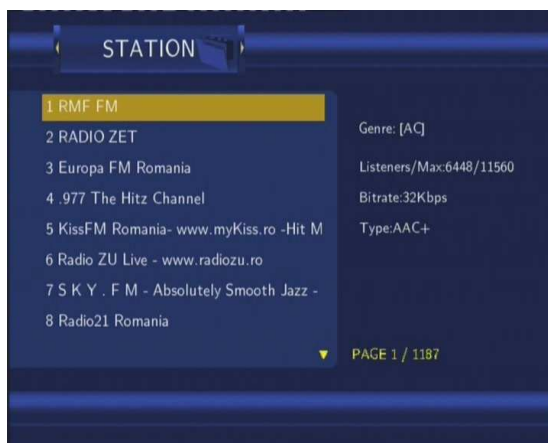 STATION
1 RMF FM
2 RADIO ZET
3 Europa FM Romania
4 .977 The Hitz Channel
5 KissFM Romania- www.myKiss.ro -Hit M
6 Radio ZU Live - www.radiozu.ro
7 S K Y . F M - Absolutely Smooth Jazz -
8 Radio21 Romania
Genre: [AC]
Listeners/Max:6448/11560
Bitrate:32Kbps
Type:AAC+
PAGE 1 / 1187